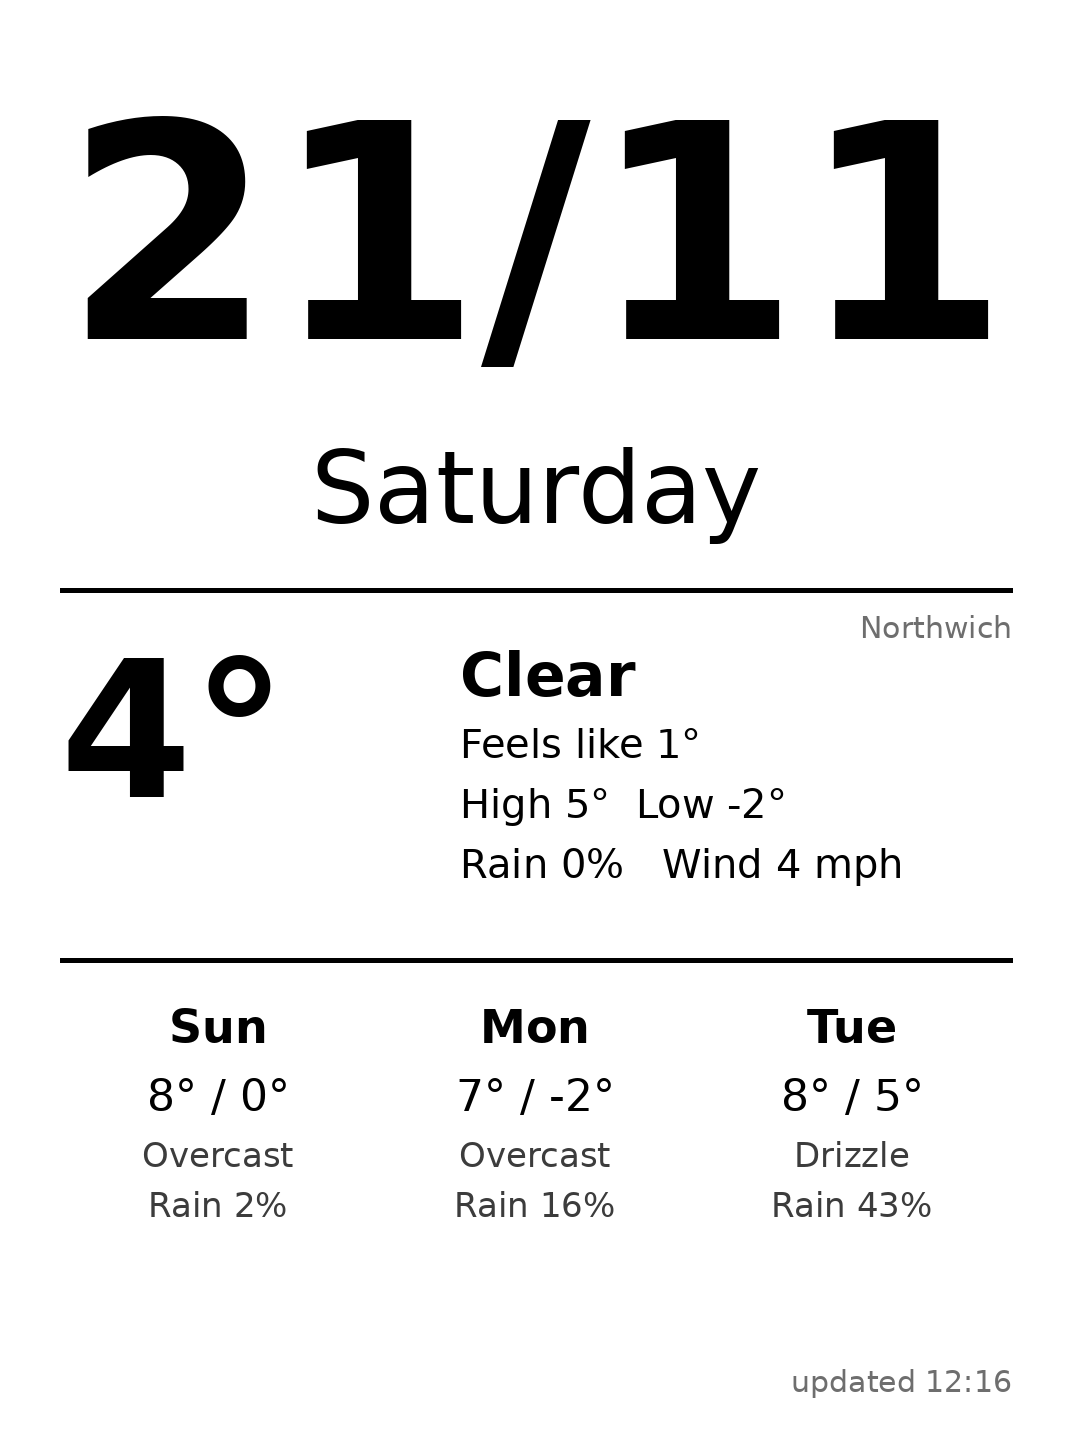 21/11
Saturday
Northwich
4°
Clear
Feels like 1°
High 5°  Low -2°
Rain 0%   Wind 4 mph
Sun Mon Tue
8° / 0° 7° / -2° 8° / 5°
Overcast Overcast Drizzle
Rain 2% Rain 16% Rain 43%
updated 12:16